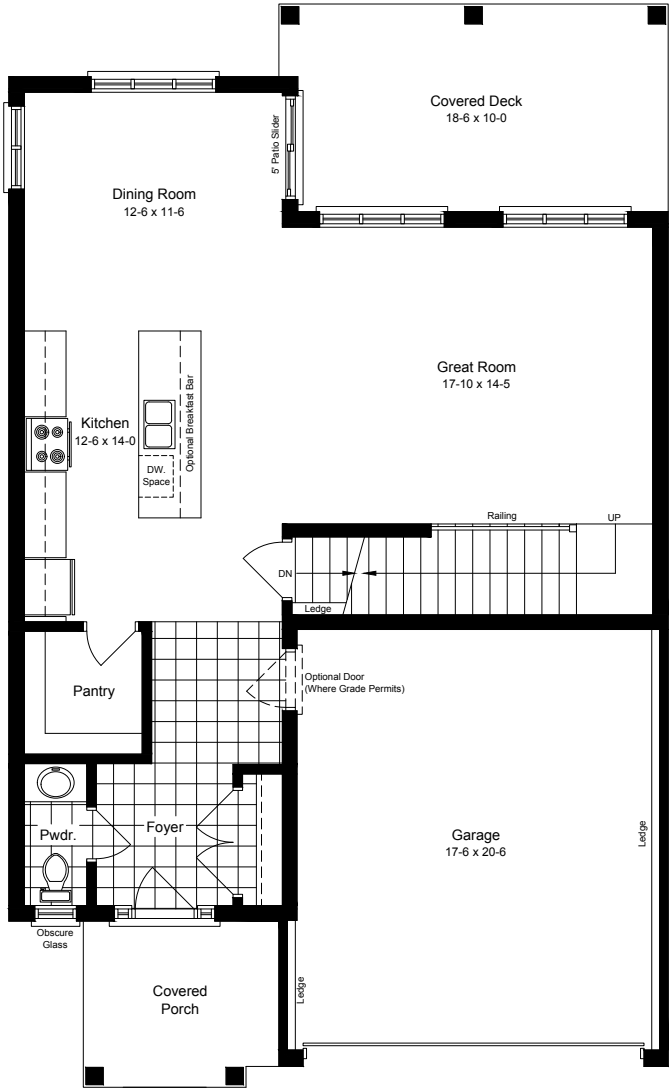 Covered Deck
18-6 x 10-0
5' Patio Slider
Dining Room
12-6 x 11-6
Great Room
17-10 x 14-5
Kitchen
12-6 x 14-0
Optional Breakfast Bar
DW.
Space
Railing
UP
DN
Ledge
Optional Door
(Where Grade Permits)
Pantry
Pwdr.
Foyer
Garage
17-6 x 20-6
Ledge
Obscure
Glass
Covered
Porch
Ledge